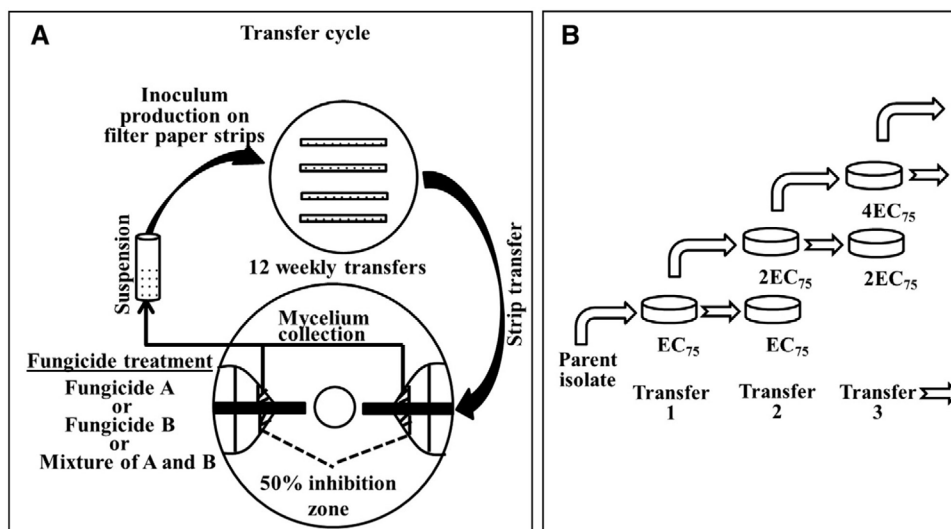 A
Transfer cycle
Inoculum
production on
filter paper strips
Suspension
12 weekly transfers
Strip transfer
Mycelium
collection
Fungicide treatment
Fungicide A
or
Fungicide B
or
Mixture of A and B
50% inhibition
zone
B
4EC75
2EC75
2EC75
EC75
EC75
Parent
isolate
Transfer
1
Transfer
2
Transfer
3